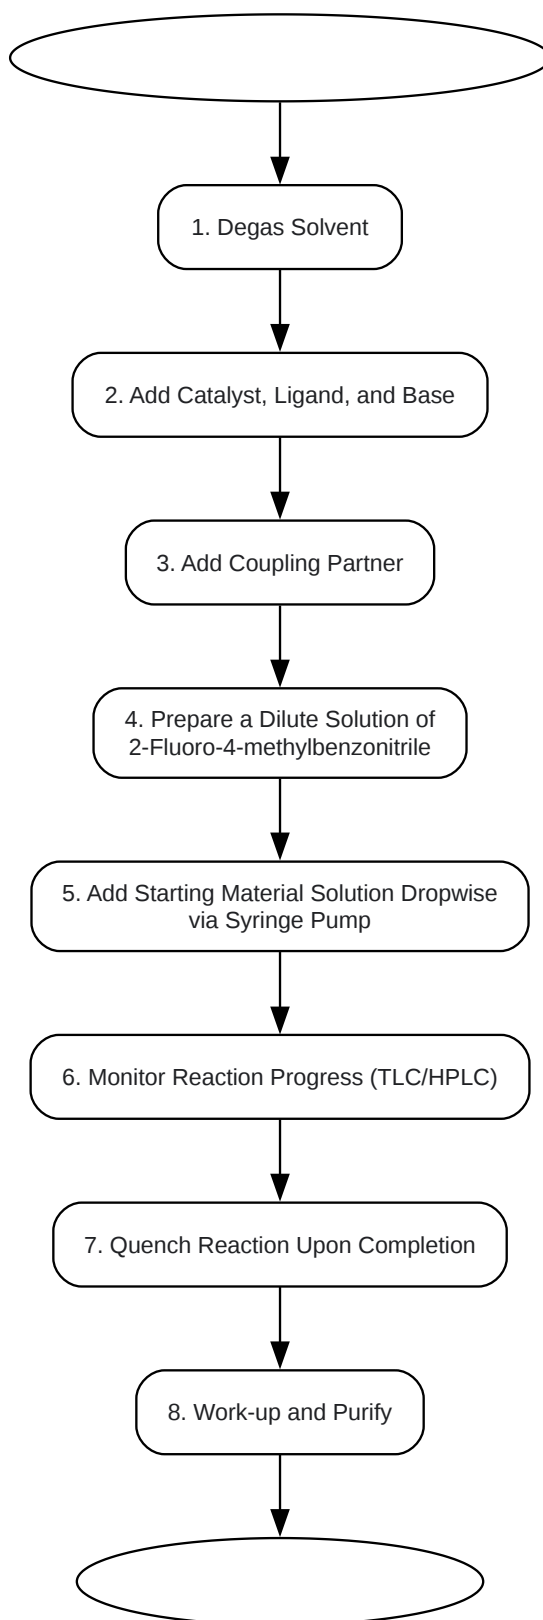 1. Degas Solvent
2. Add Catalyst, Ligand, and Base
3. Add Coupling Partner
4. Prepare a Dilute Solution of
2-Fluoro-4-methylbenzonitrile
5. Add Starting Material Solution Dropwise
via Syringe Pump
6. Monitor Reaction Progress (TLC/HPLC)
7. Quench Reaction Upon Completion
8. Work-up and Purify